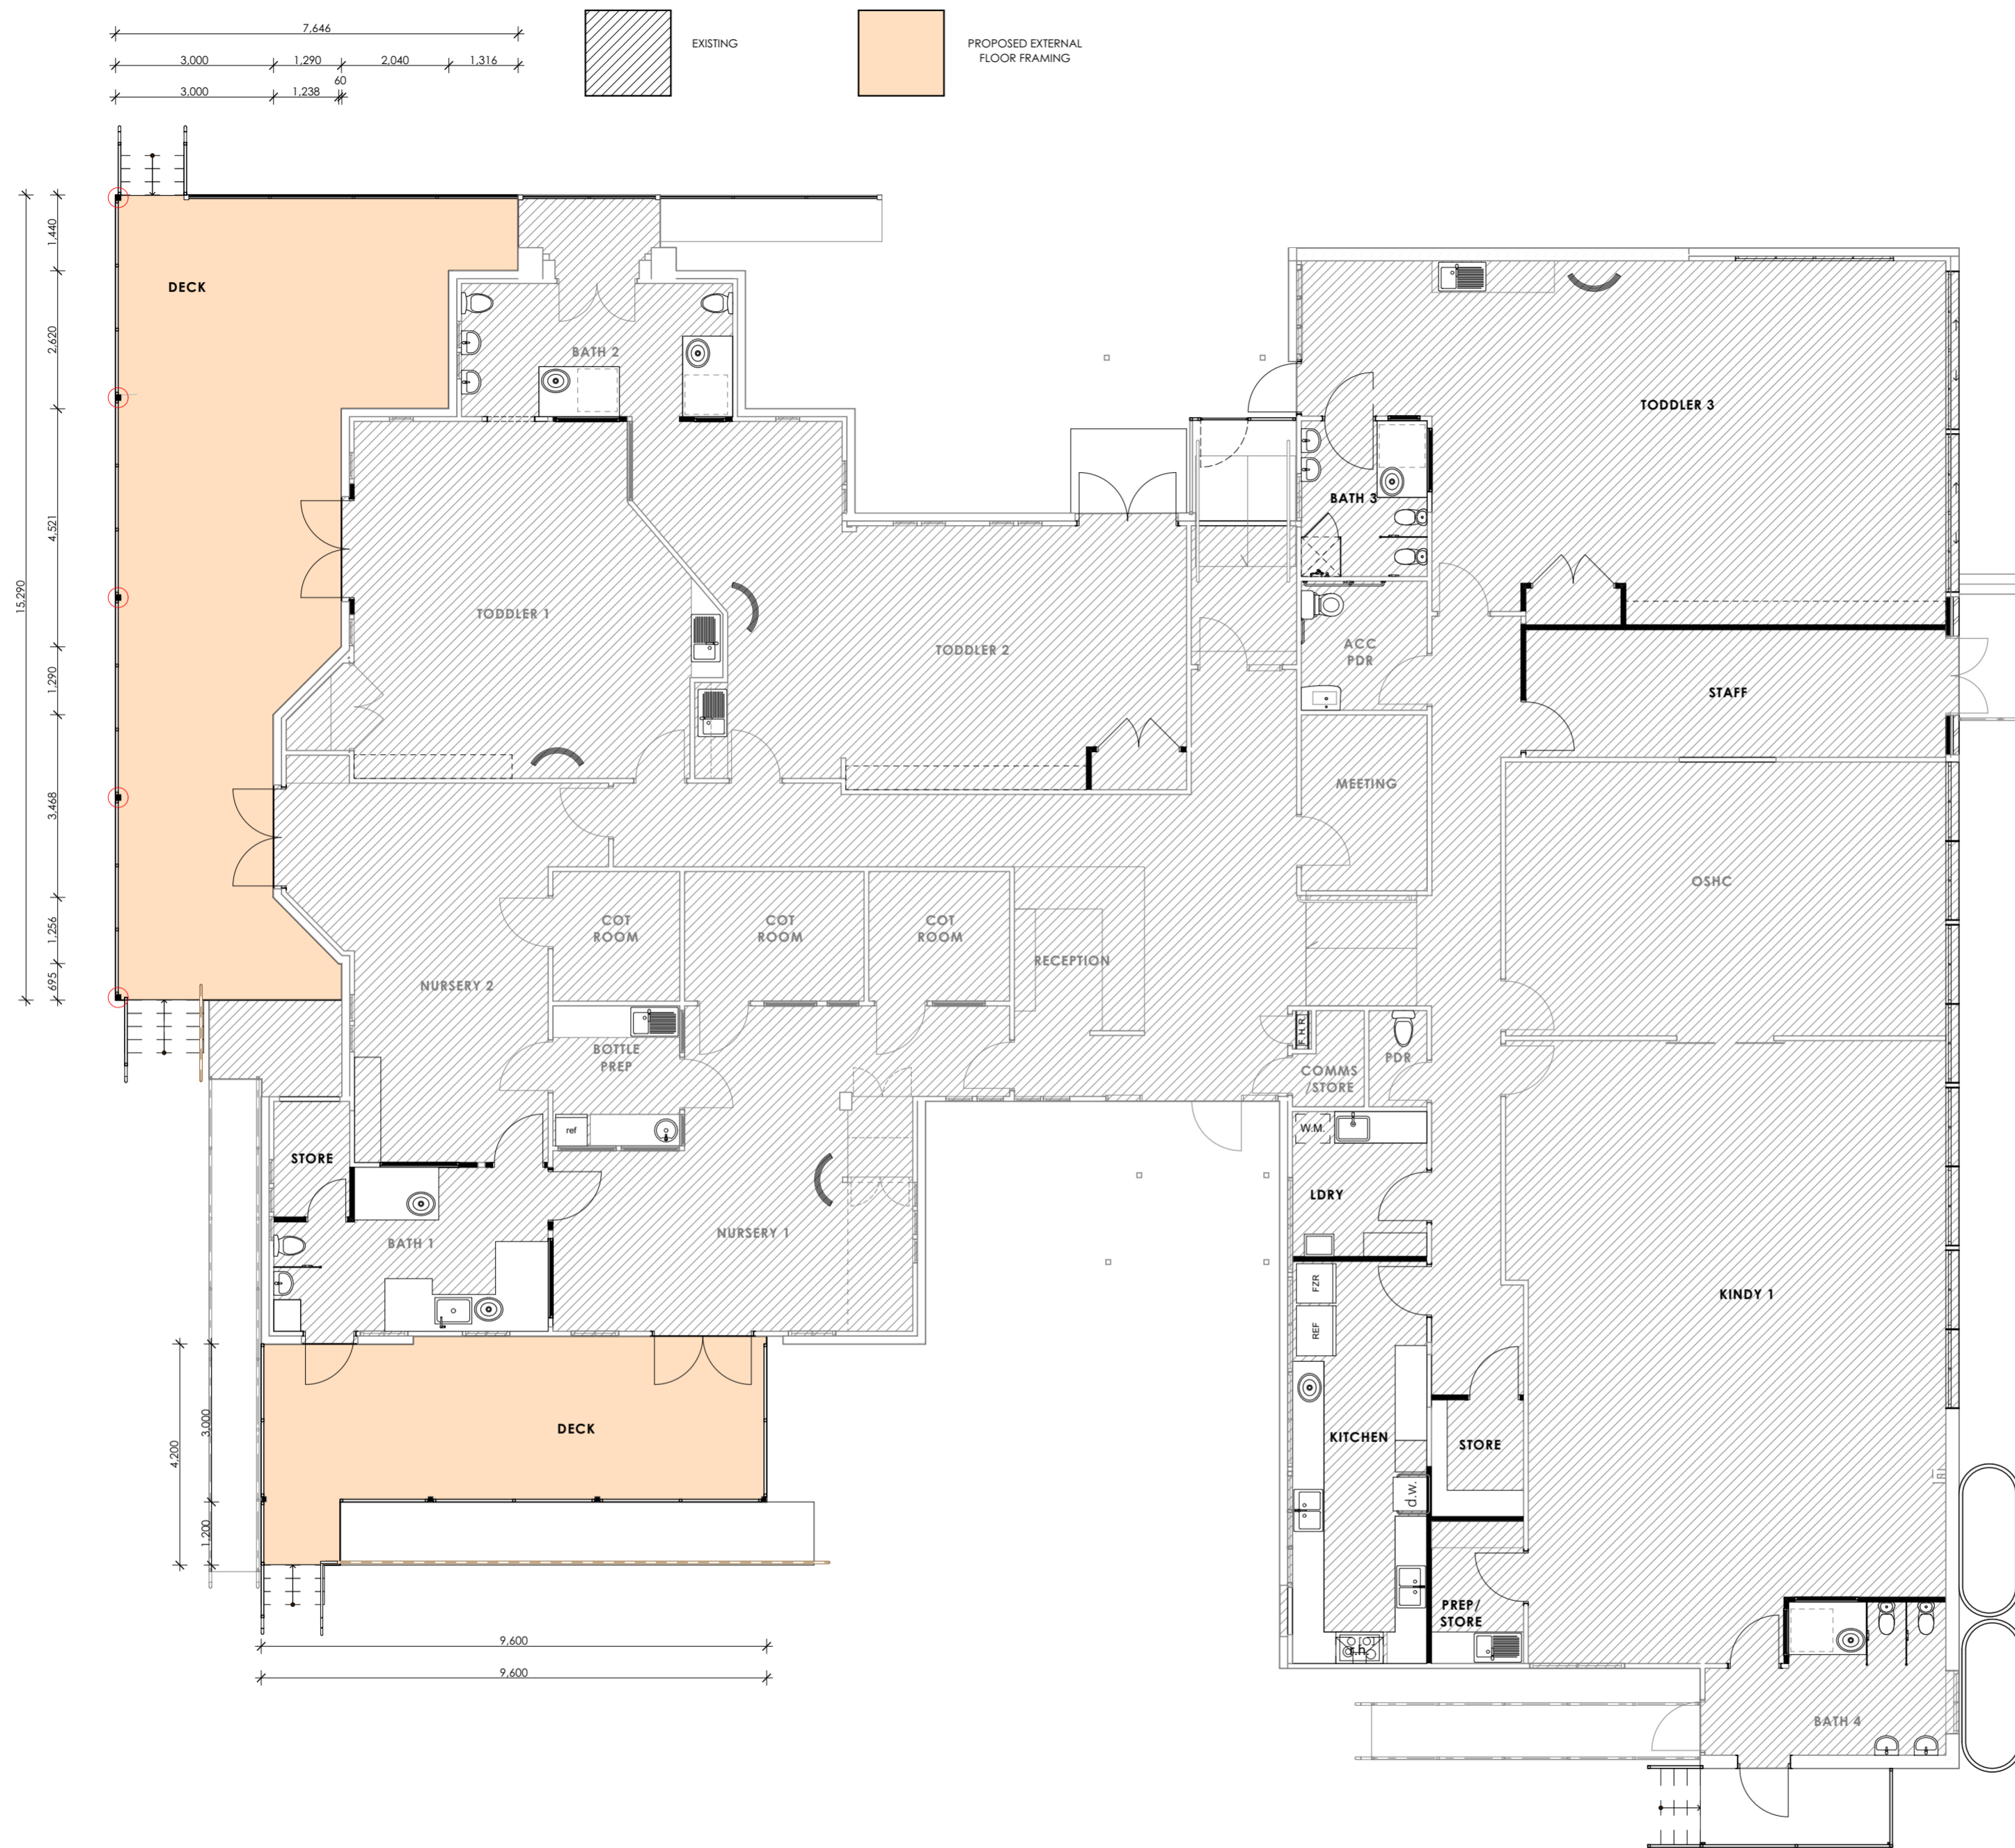 7,646
EXISTING
PROPOSED EXTERNAL
FLOOR FRAMING
3,000 1,290 2,040 1,316
60
3,000 1,238
1,440
DECK
2,620
BATH 2
TODDLER 3
BATH 3
4,521
15,290
TODDLER 1
TODDLER 2
ACC
PDR
1,290
STAFF
3,468
MEETING
OSHC
COT
ROOM
COT
ROOM
COT
ROOM
1,256
RECEPTION
695
NURSERY 2
F.H.R.
BOTTLE
PREP
PDR
COMMS
/STORE
ref
W.M.
STORE
LDRY
NURSERY 1
BATH 1
FZR
KINDY 1
REF
3,000
DECK
KITCHEN
STORE
4,200
d.w.
1,200
PREP/
STORE
9,600
r.h.
9,600
BATH 4